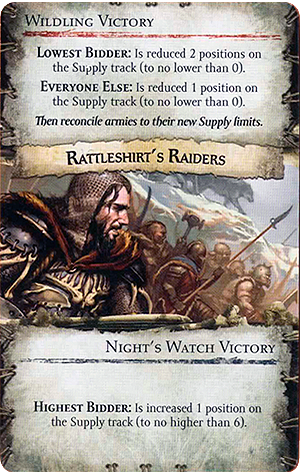 Wildling Victory
Lowest Bidder: Is reduced 2 positions on
the Supply track (to no lower than 0).
Everyone Else: Is reduced 1 position on
the Supply track (to no lower than 0).
Then reconcile armies to their new Supply limits.
Rattleshirt's Raiders
Night's Watch Victory
Highest Bidder: Is increased 1 position on
the Supply track (to no higher than 6).